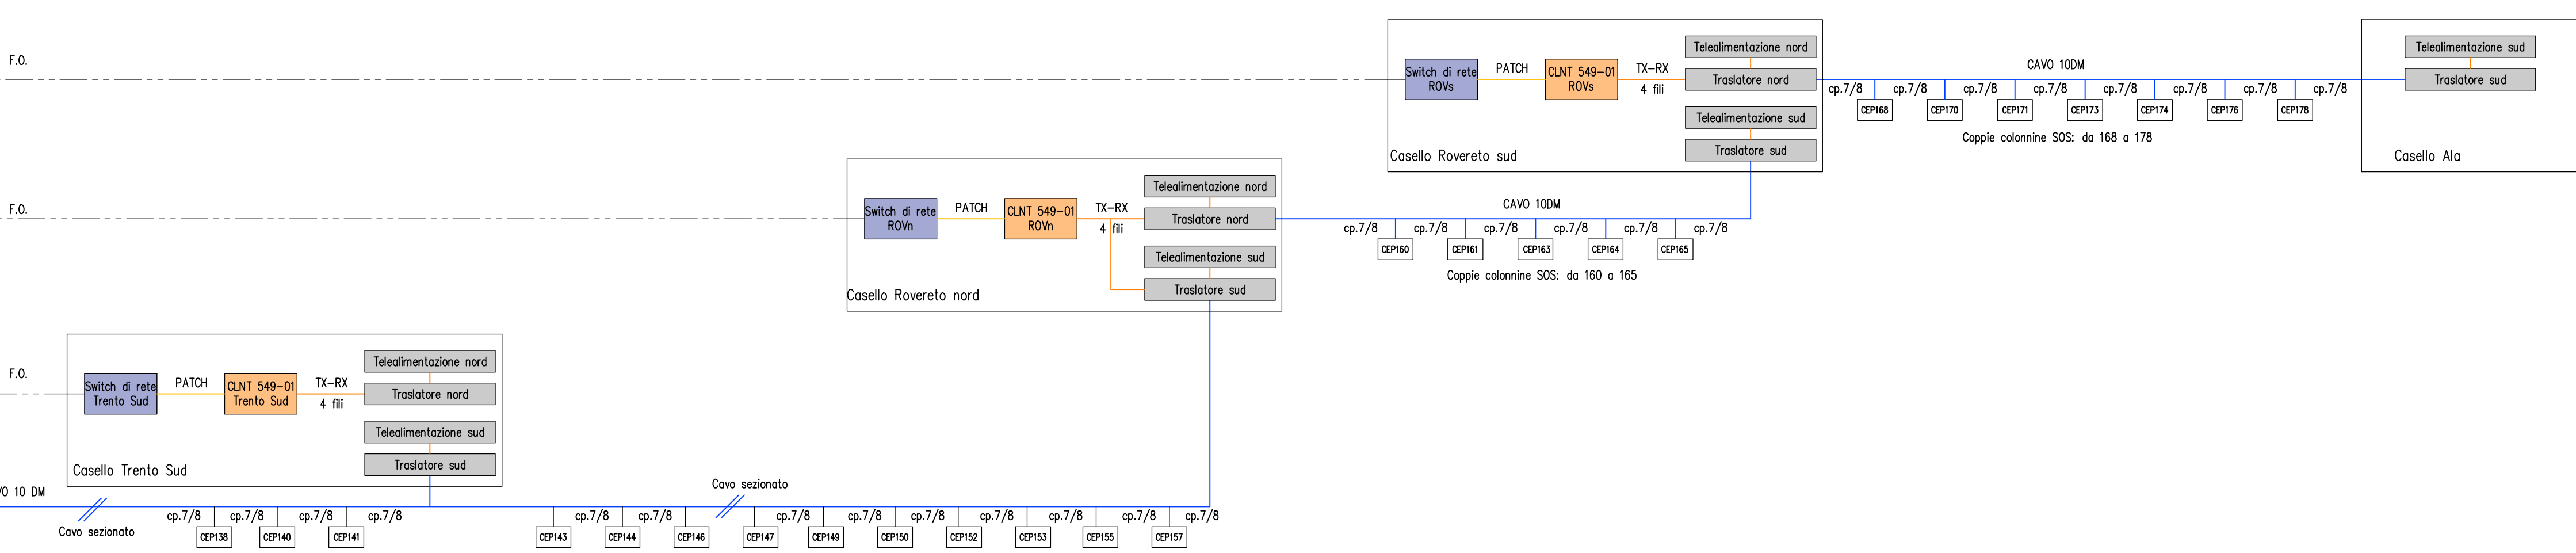 F.O.
Switch di rete
ROVs
PATCH
CLNT 549-01
ROVs
TX-RX
4 fili
Telealimentazione nord
Traslatore nord
Telealimentazione sud
Traslatore sud
Casello Rovereto sud
CAVO 10DM
cp.7/8 cp.7/8 cp.7/8 cp.7/8 cp.7/8 cp.7/8 cp.7/8 cp.7/8
CEP168 CEP170 CEP171 CEP173 CEP174 CEP176 CEP178
Coppie colonnine SOS: da 168 a 178
Telealimentazione sud
Traslatore sud
Casello Ala
F.O.
Switch di rete
ROVn
PATCH
CLNT 549-01
ROVn
TX-RX
4 fili
Telealimentazione nord
Traslatore nord
Telealimentazione sud
Traslatore sud
Casello Rovereto nord
CAVO 10DM
cp.7/8 cp.7/8 cp.7/8 cp.7/8 cp.7/8 cp.7/8
CEP160 CEP161 CEP163 CEP164 CEP165
Coppie colonnine SOS: da 160 a 165
F.O.
Switch di rete
Trento Sud
PATCH
CLNT 549-01
Trento Sud
TX-RX
4 fili
Telealimentazione nord
Traslatore nord
Telealimentazione sud
Traslatore sud
Casello Trento Sud
VO 10 DM
Cavo sezionato
Cavo sezionato
cp.7/8 cp.7/8 cp.7/8 cp.7/8 cp.7/8 cp.7/8 cp.7/8 cp.7/8 cp.7/8 cp.7/8 cp.7/8 cp.7/8 cp.7/8
CEP138 CEP140 CEP141 CEP143 CEP144 CEP146 CEP147 CEP149 CEP150 CEP152 CEP153 CEP155 CEP157